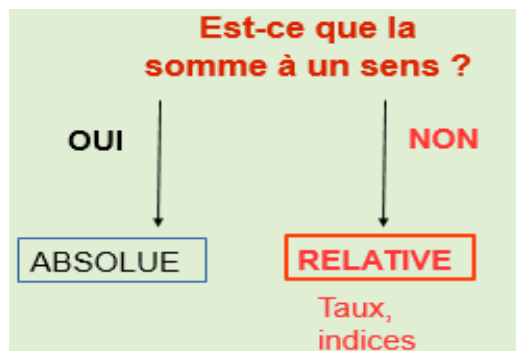 Est-ce que la
somme à un sens ?
OUI
NON
ABSOLUE
RELATIVE
Taux,
indices